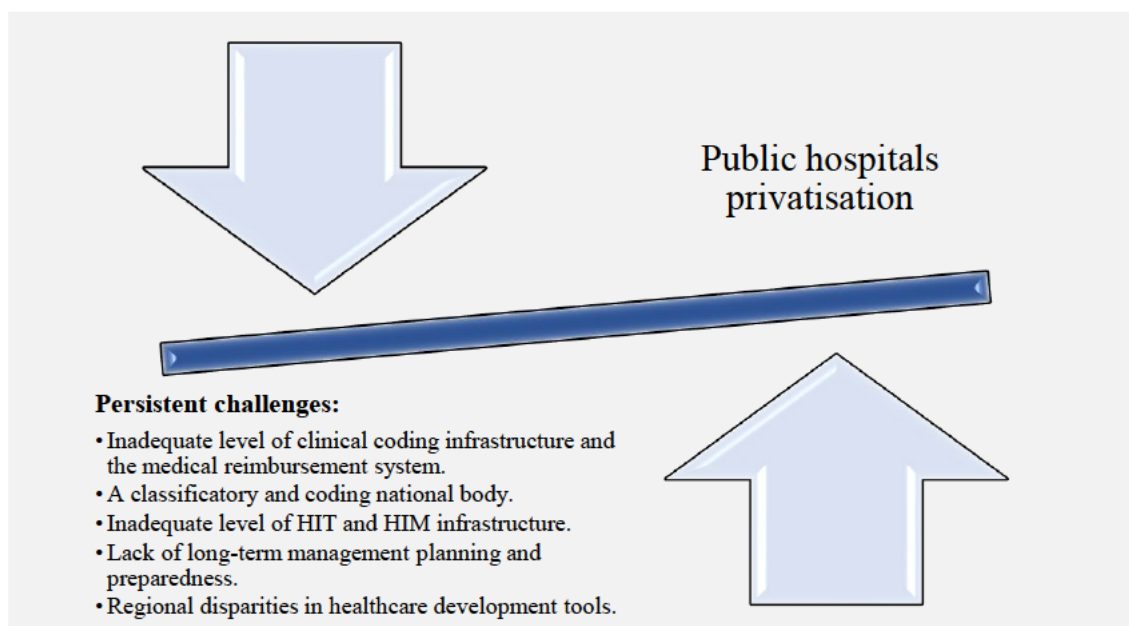 Public hospitals
privatisation
Persistent challenges:
• Inadequate level of clinical coding infrastructure and
the medical reimbursement system.
• A classificatory and coding national body.
• Inadequate level of HIT and HIM infrastructure.
• Lack of long-term management planning and
preparedness.
• Regional disparities in healthcare development tools.